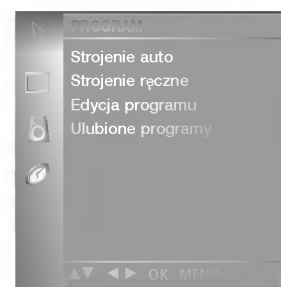 PROGRAM
Strojenie auto
Strojenie ręczne
Edycja programu
Ulubione programy
▲▼ ◄► OK MENU